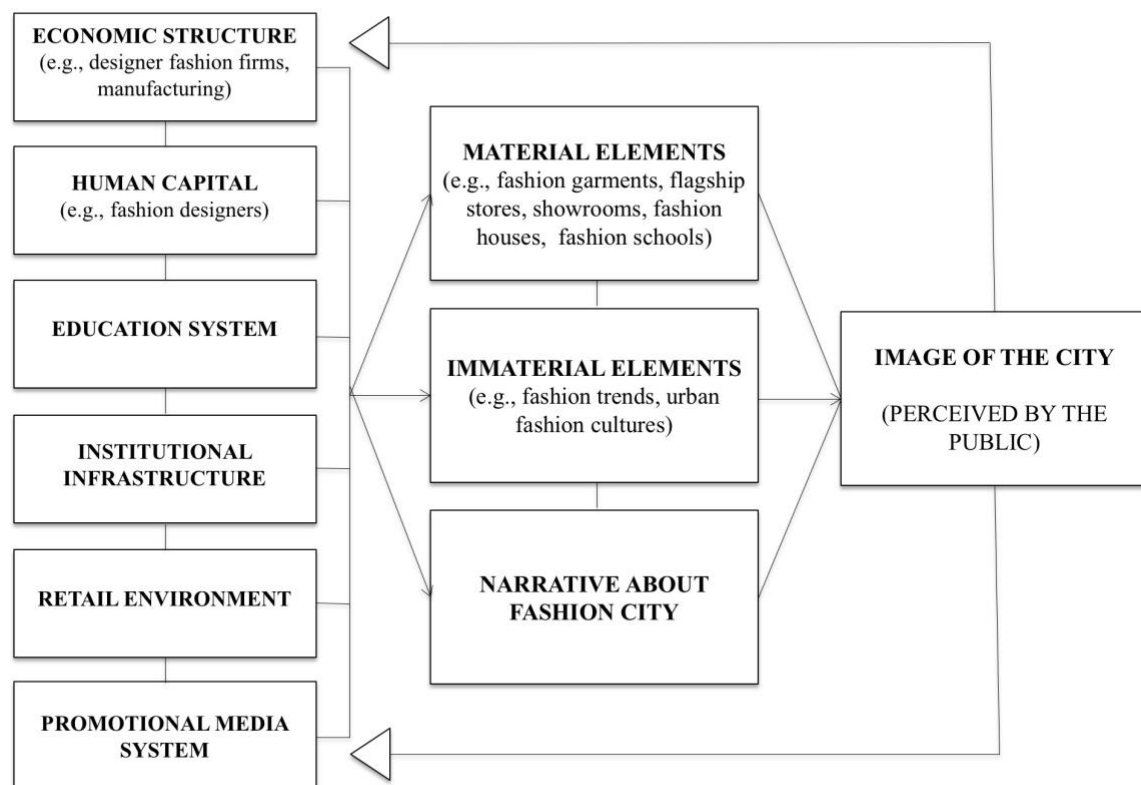 ECONOMIC STRUCTURE
(e.g., designer fashion firms,
manufacturing)
HUMAN CAPITAL
(e.g., fashion designers)
EDUCATION SYSTEM
INSTITUTIONAL
INFRASTRUCTURE
RETAIL ENVIRONMENT
PROMOTIONAL MEDIA
SYSTEM
MATERIAL ELEMENTS
(e.g., fashion garments, flagship
stores, showrooms, fashion
houses, fashion schools)
IMMATERIAL ELEMENTS
(e.g., fashion trends, urban
fashion cultures)
NARRATIVE ABOUT
FASHION CITY
IMAGE OF THE CITY
(PERCEIVED BY THE
PUBLIC)